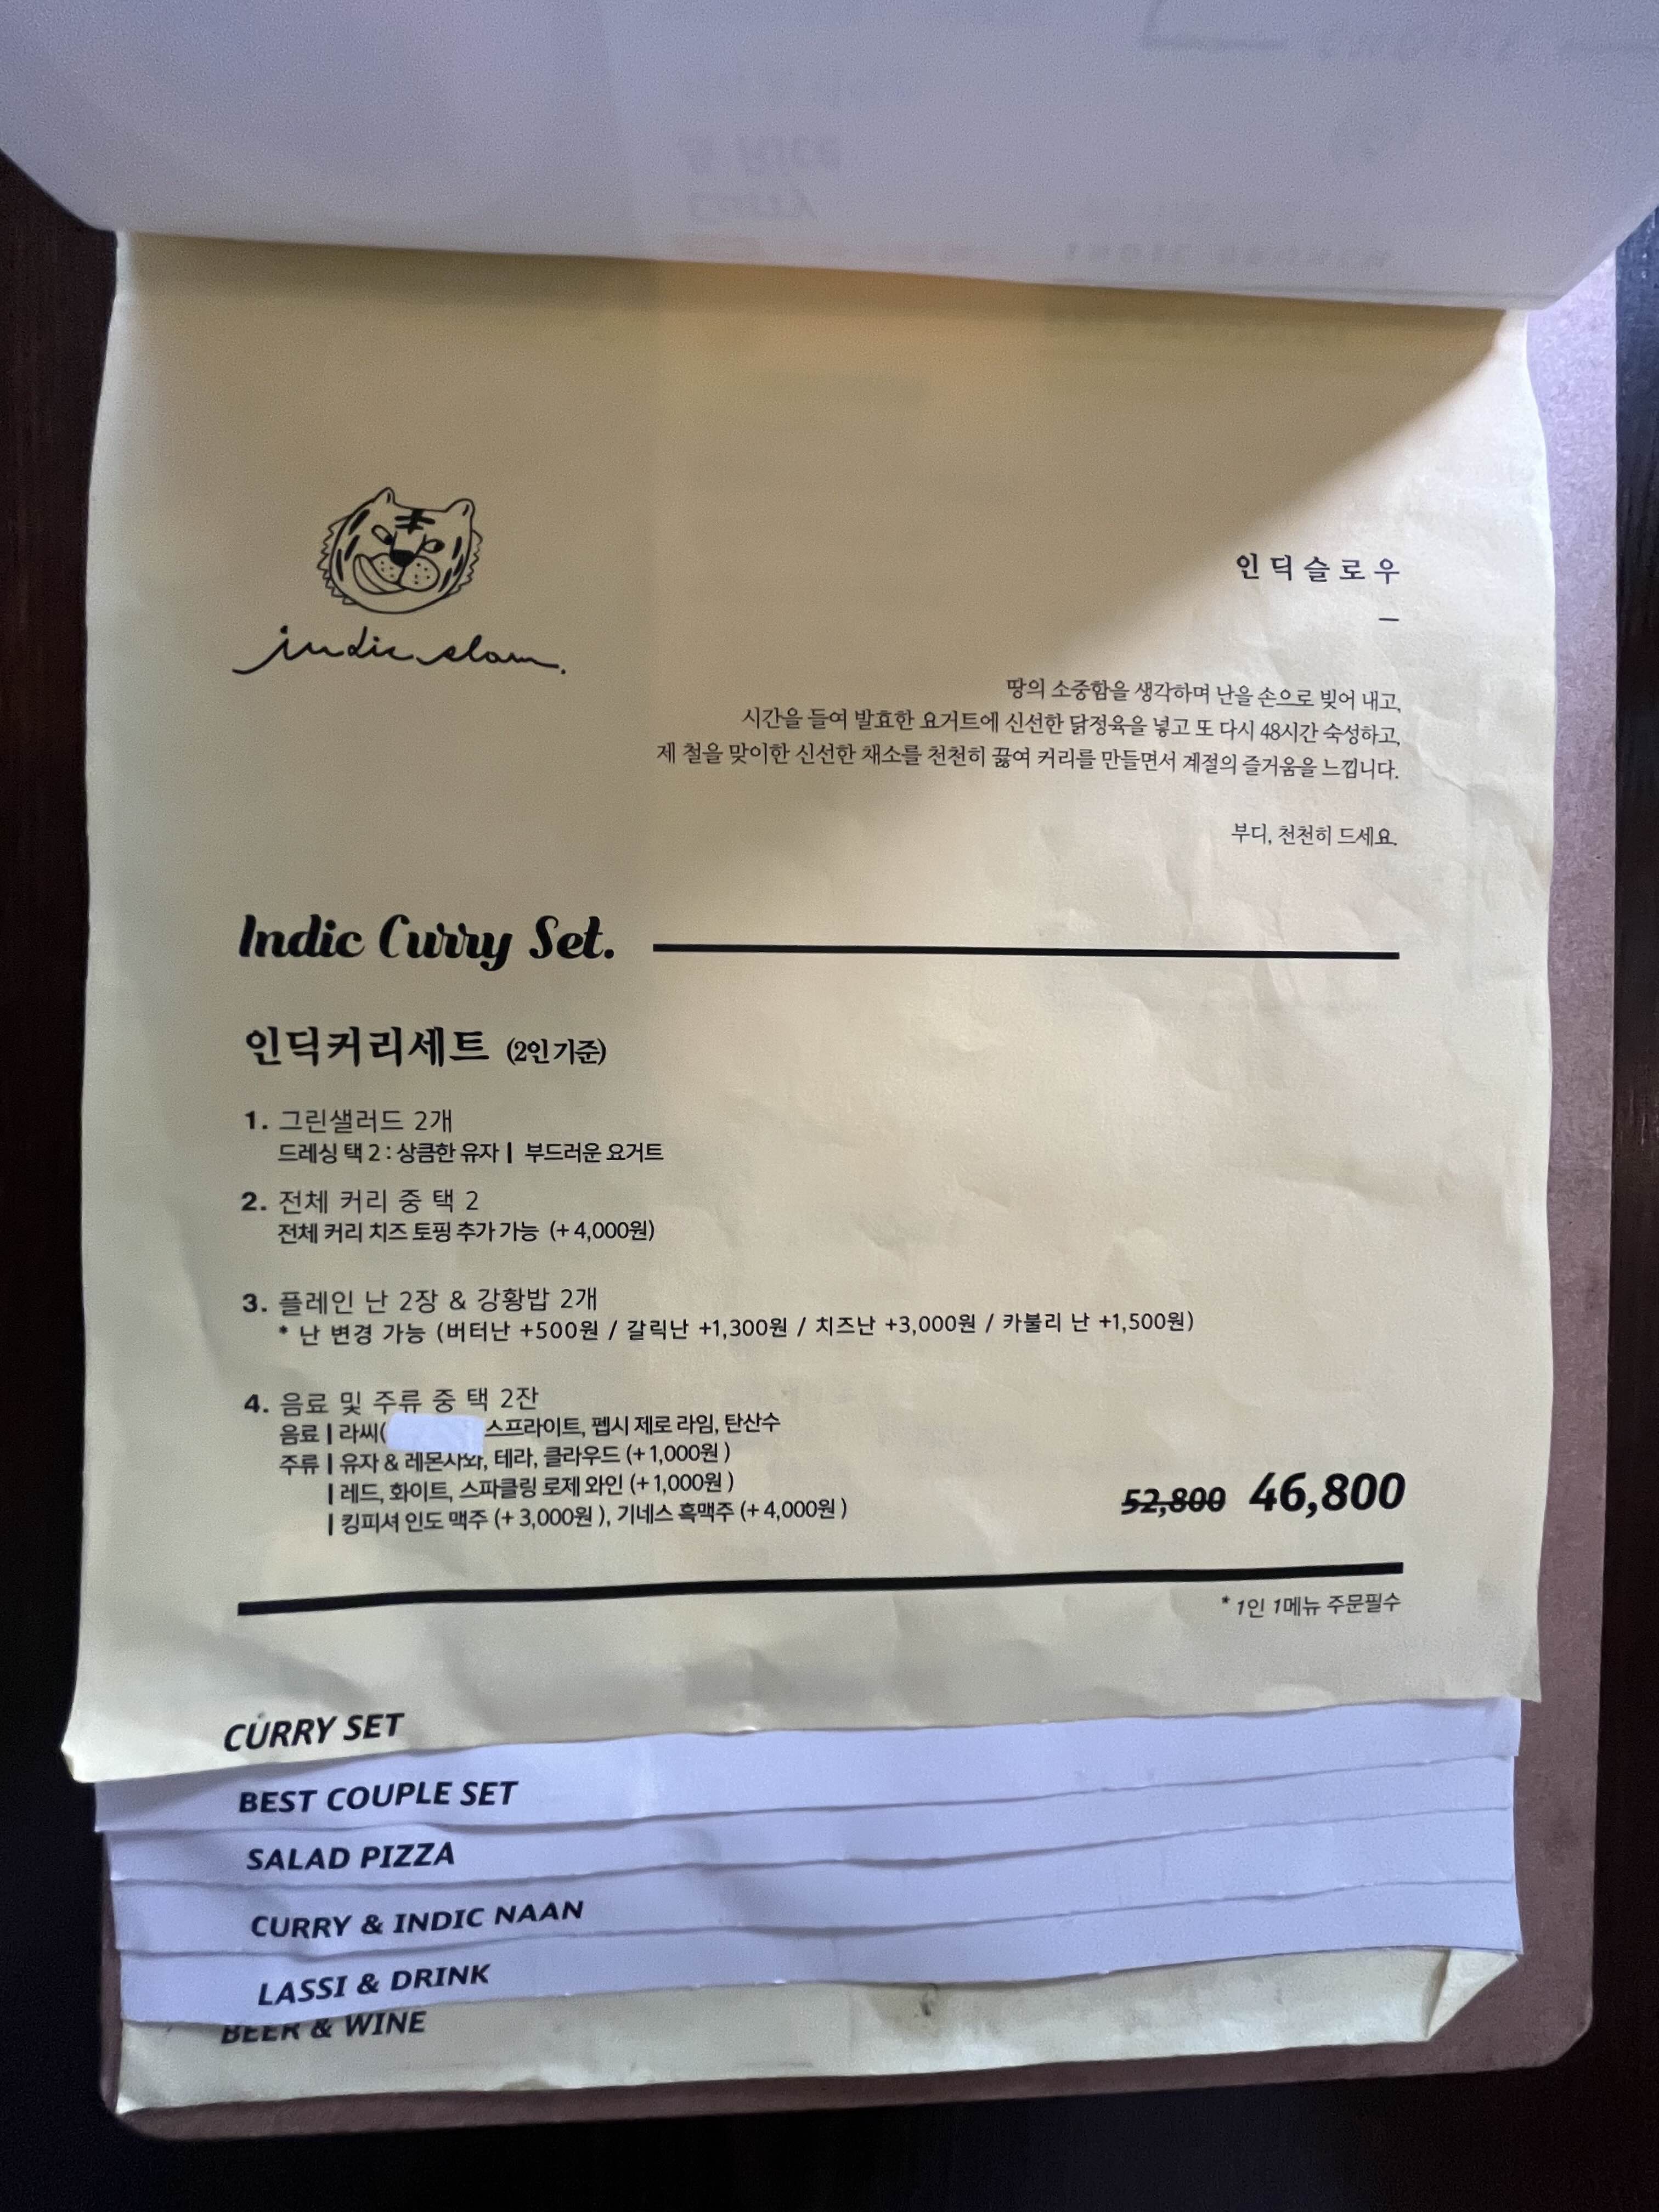 indic slow.
인딕슬로우
—
땅의 소중함을 생각하며 난을 손으로 빚어 내고,
시간을 들여 발효한 요거트에 신선한 닭정육을 넣고 또 다시 48시간 숙성하고,
제 철을 맞이한 신선한 채소를 천천히 끓여 커리를 만들면서 계절의 즐거움을 느낍니다.
부디, 천천히 드세요.
Indic Curry Set.
인딕커리세트 (2인 기준)
1. 그린샐러드 2개
드레싱 택 2 : 상큼한 유자 | 부드러운 요거트
2. 전체 커리 중 택 2
전체 커리 치즈 토핑 추가 가능 (+ 4,000원)
3. 플레인 난 2장 & 강황밥 2개
* 난 변경 가능 (버터난 +500원 / 갈릭난 +1,300원 / 치즈난 +3,000원 / 카불리 난 +1,500원)
4. 음료 및 주류 중 택 2잔
음료 | 라씨( 스프라이트, 펩시 제로 라임, 탄산수
주류 | 유자 & 레몬사와, 테라, 클라우드 (+ 1,000원 )
| 레드, 화이트, 스파클링 로제 와인 (+ 1,000원 )
| 킹피셔 인도 맥주 (+ 3,000원 ), 기네스 흑맥주 (+ 4,000원 )
52,800 46,800
* 1인 1메뉴 주문필수
CURRY SET
BEST COUPLE SET
SALAD PIZZA
CURRY & INDIC NAAN
LASSI & DRINK
BEER & WINE